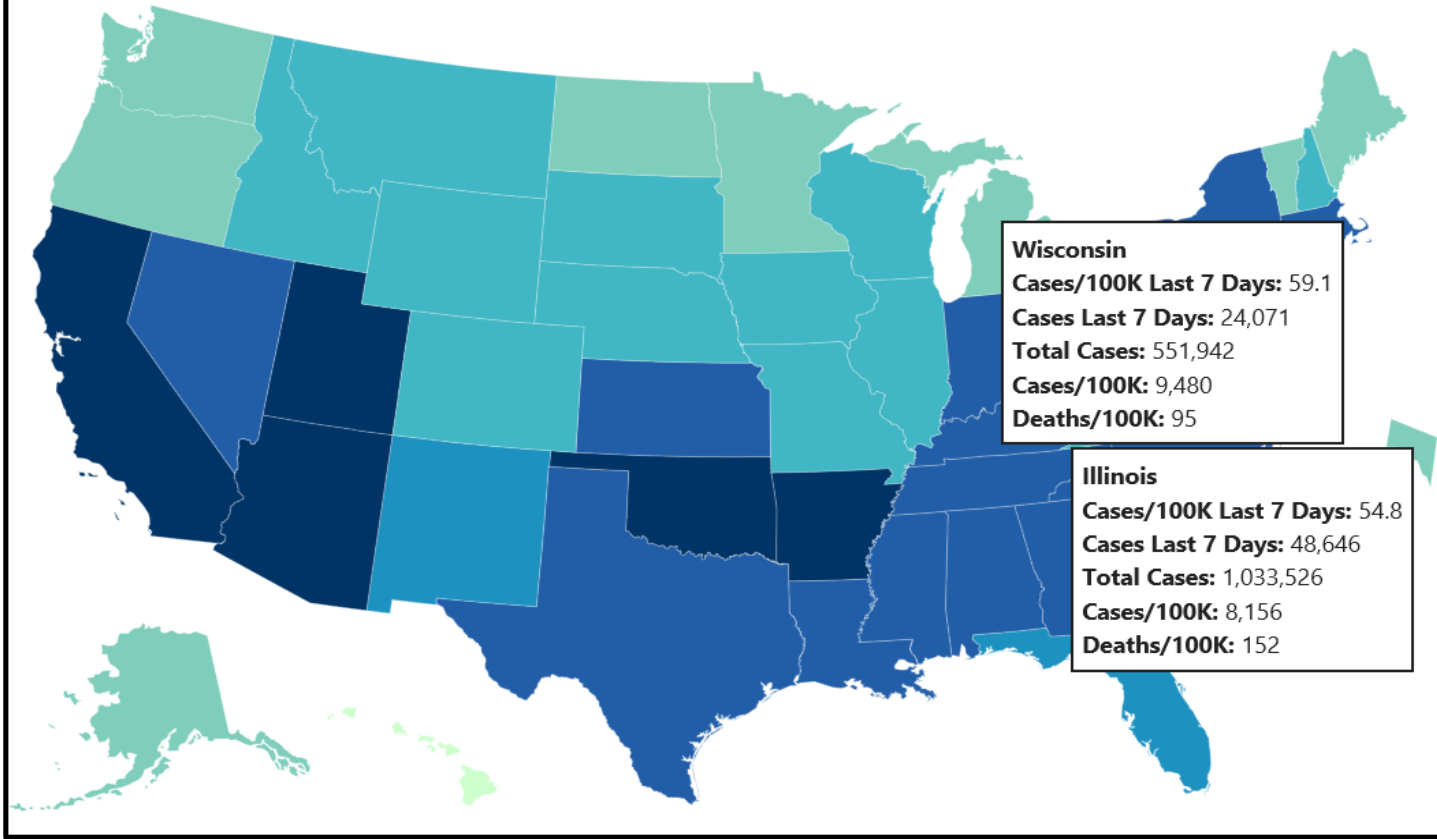 Wisconsin
Cases/100K Last 7 Days: 59.1
Cases Last 7 Days: 24,071
Total Cases: 551,942
Cases/100K: 9,480
Deaths/100K: 95
Illinois
Cases/100K Last 7 Days: 54.8
Cases Last 7 Days: 48,646
Total Cases: 1,033,526
Cases/100K: 8,156
Deaths/100K: 152